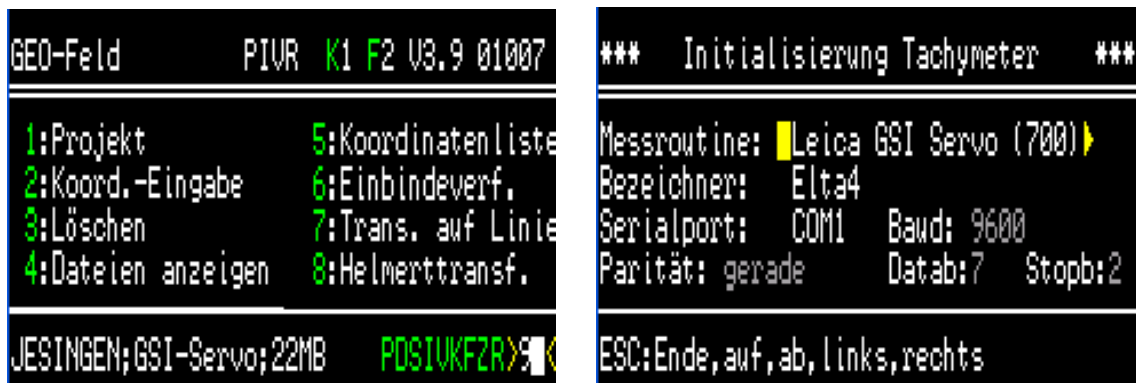 GEO-Feld PIVR K1 F2 V3.9 01007
1:Projekt 5:Koordinatenliste
2:Koord.-Eingabe 6:Einbindeverf.
3:Löschen 7:Trans. auf Linie
4:Dateien anzeigen 8:Helmerttransf.
JESINGEN;GSI-Servo;22MB PDSIVKFZR>9<
*** Initialisierung Tachymeter ***
Messroutine: Leica GSI Servo (700)
Bezeichner: Elta4
Serialport: COM1 Baud: 9600
Parität: gerade Datab:7 Stopb:2
ESC:Ende,auf,ab,links,rechts